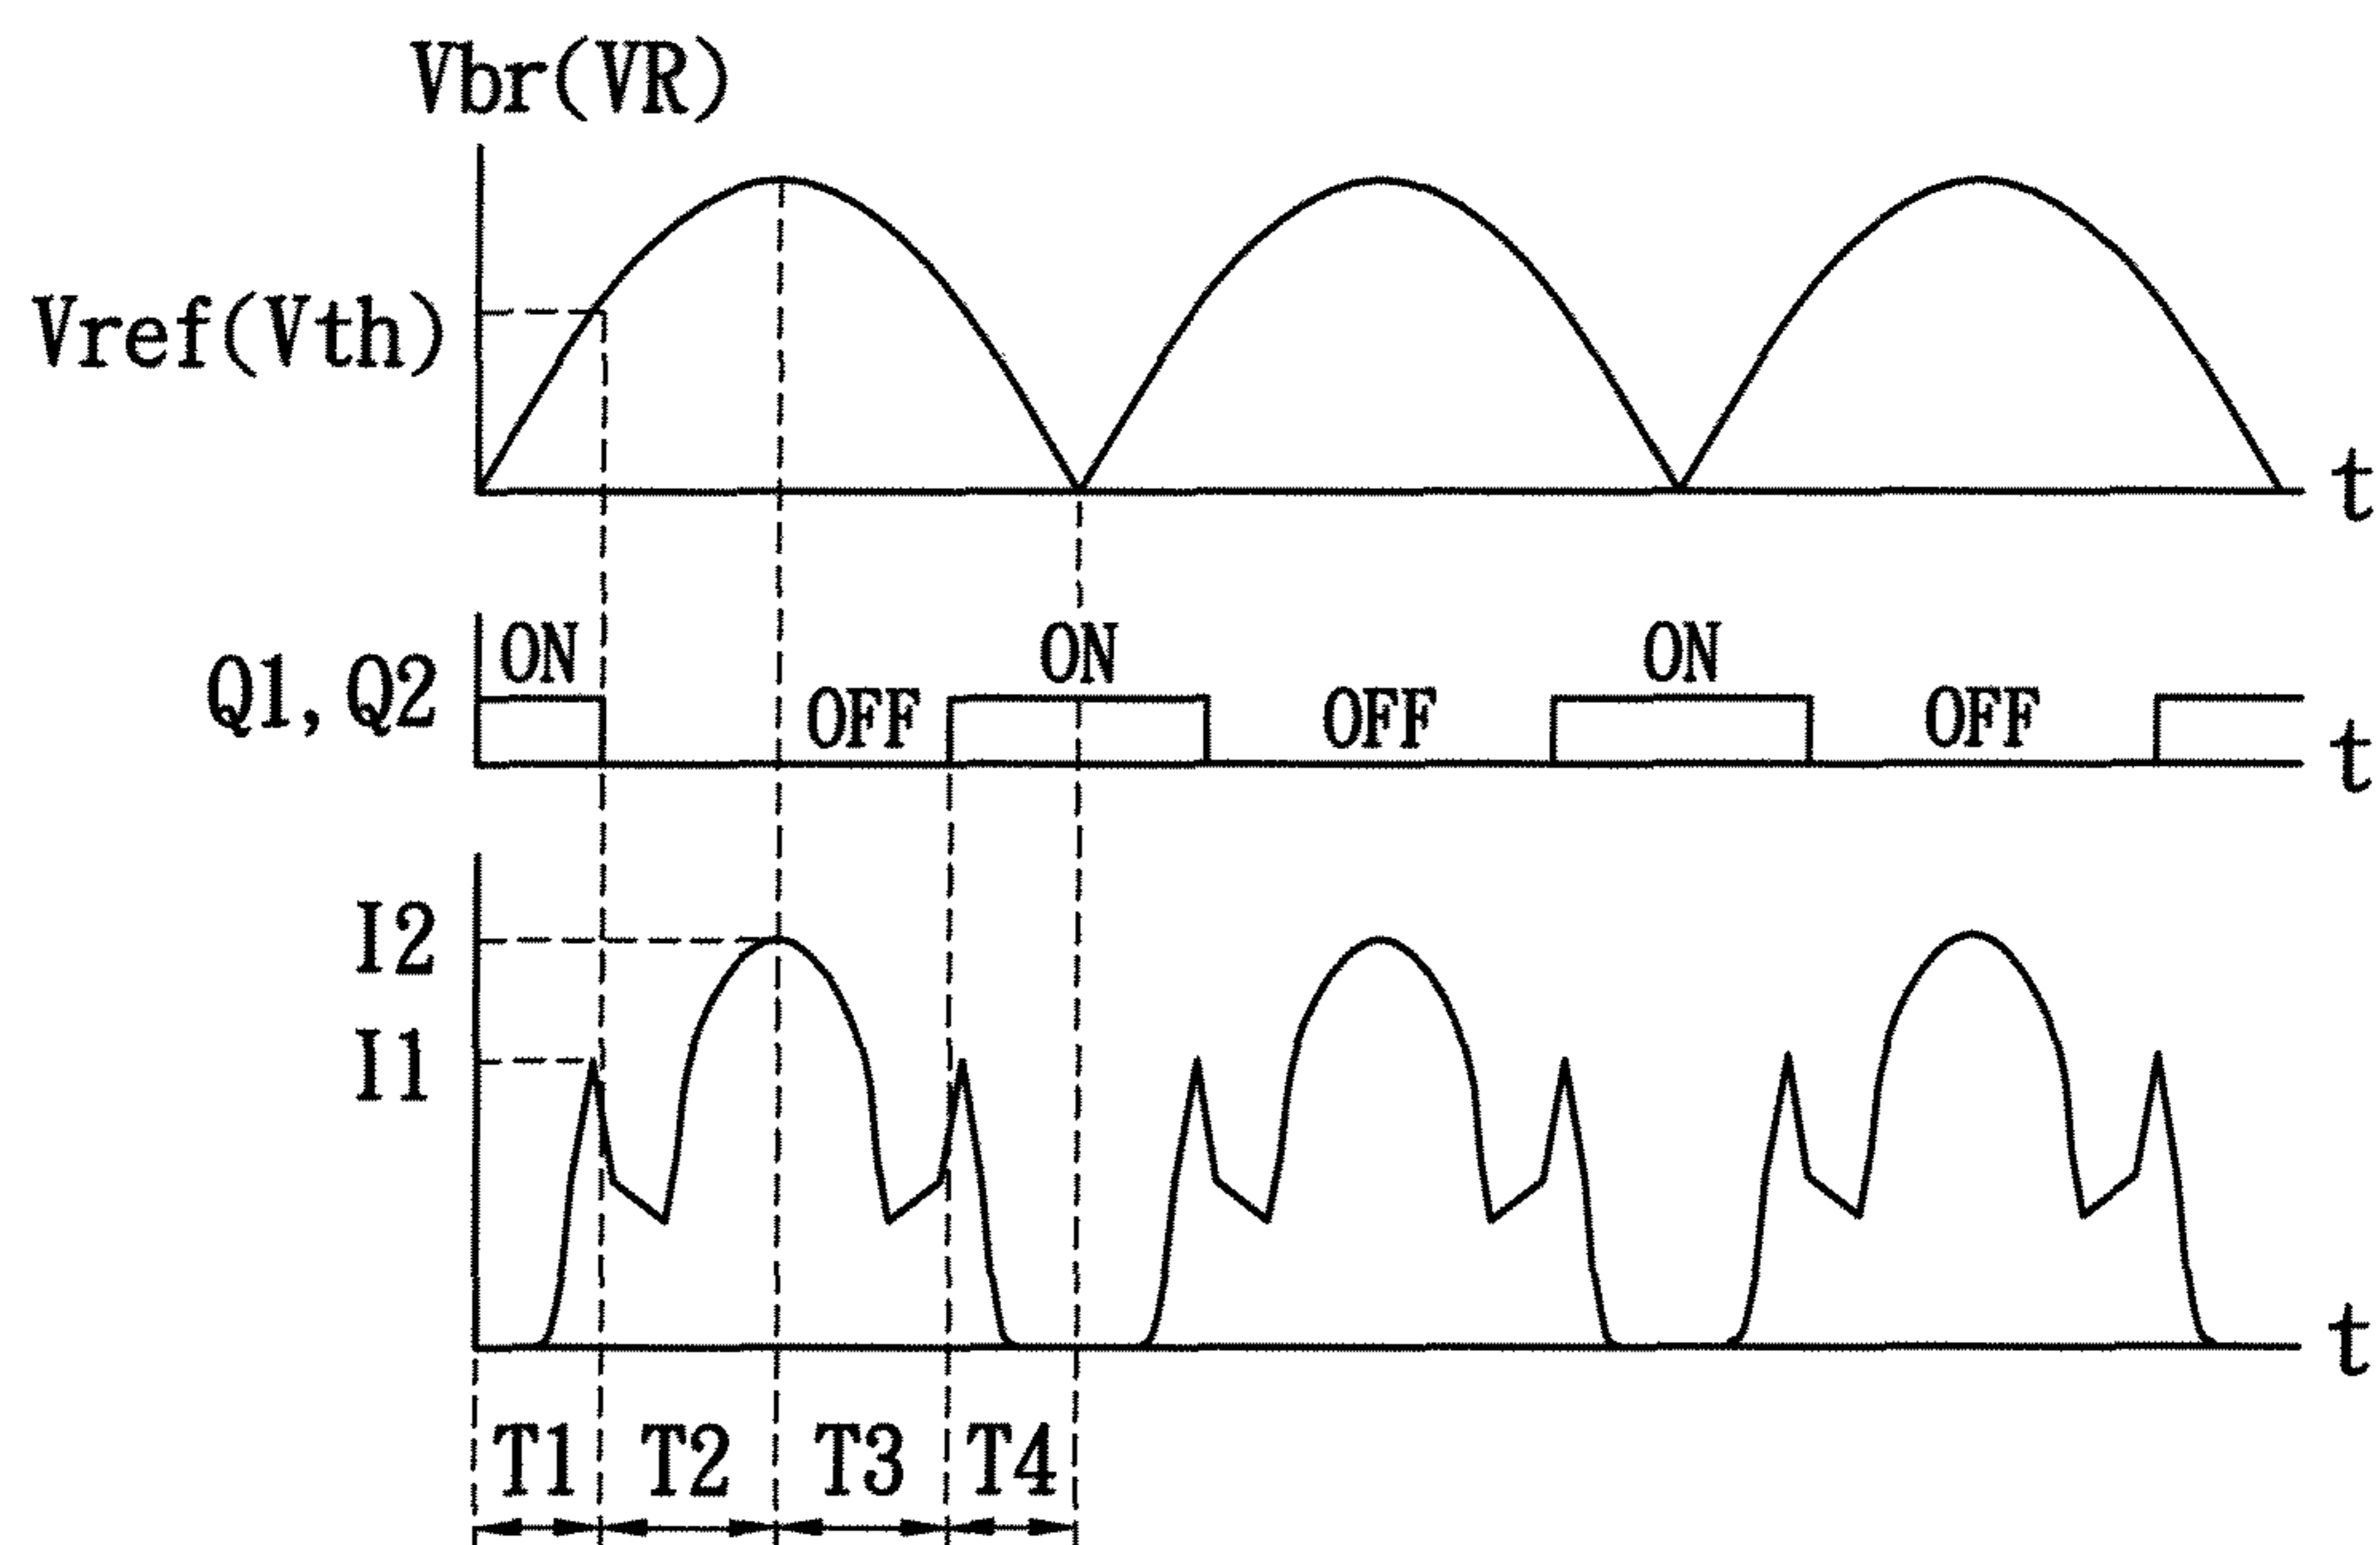 Vbr(VR)
Vref(Vth)
t
Q1, Q2
ON
OFF
ON
OFF
ON
OFF
t
I2
I1
t
T1
T2
T3
T4